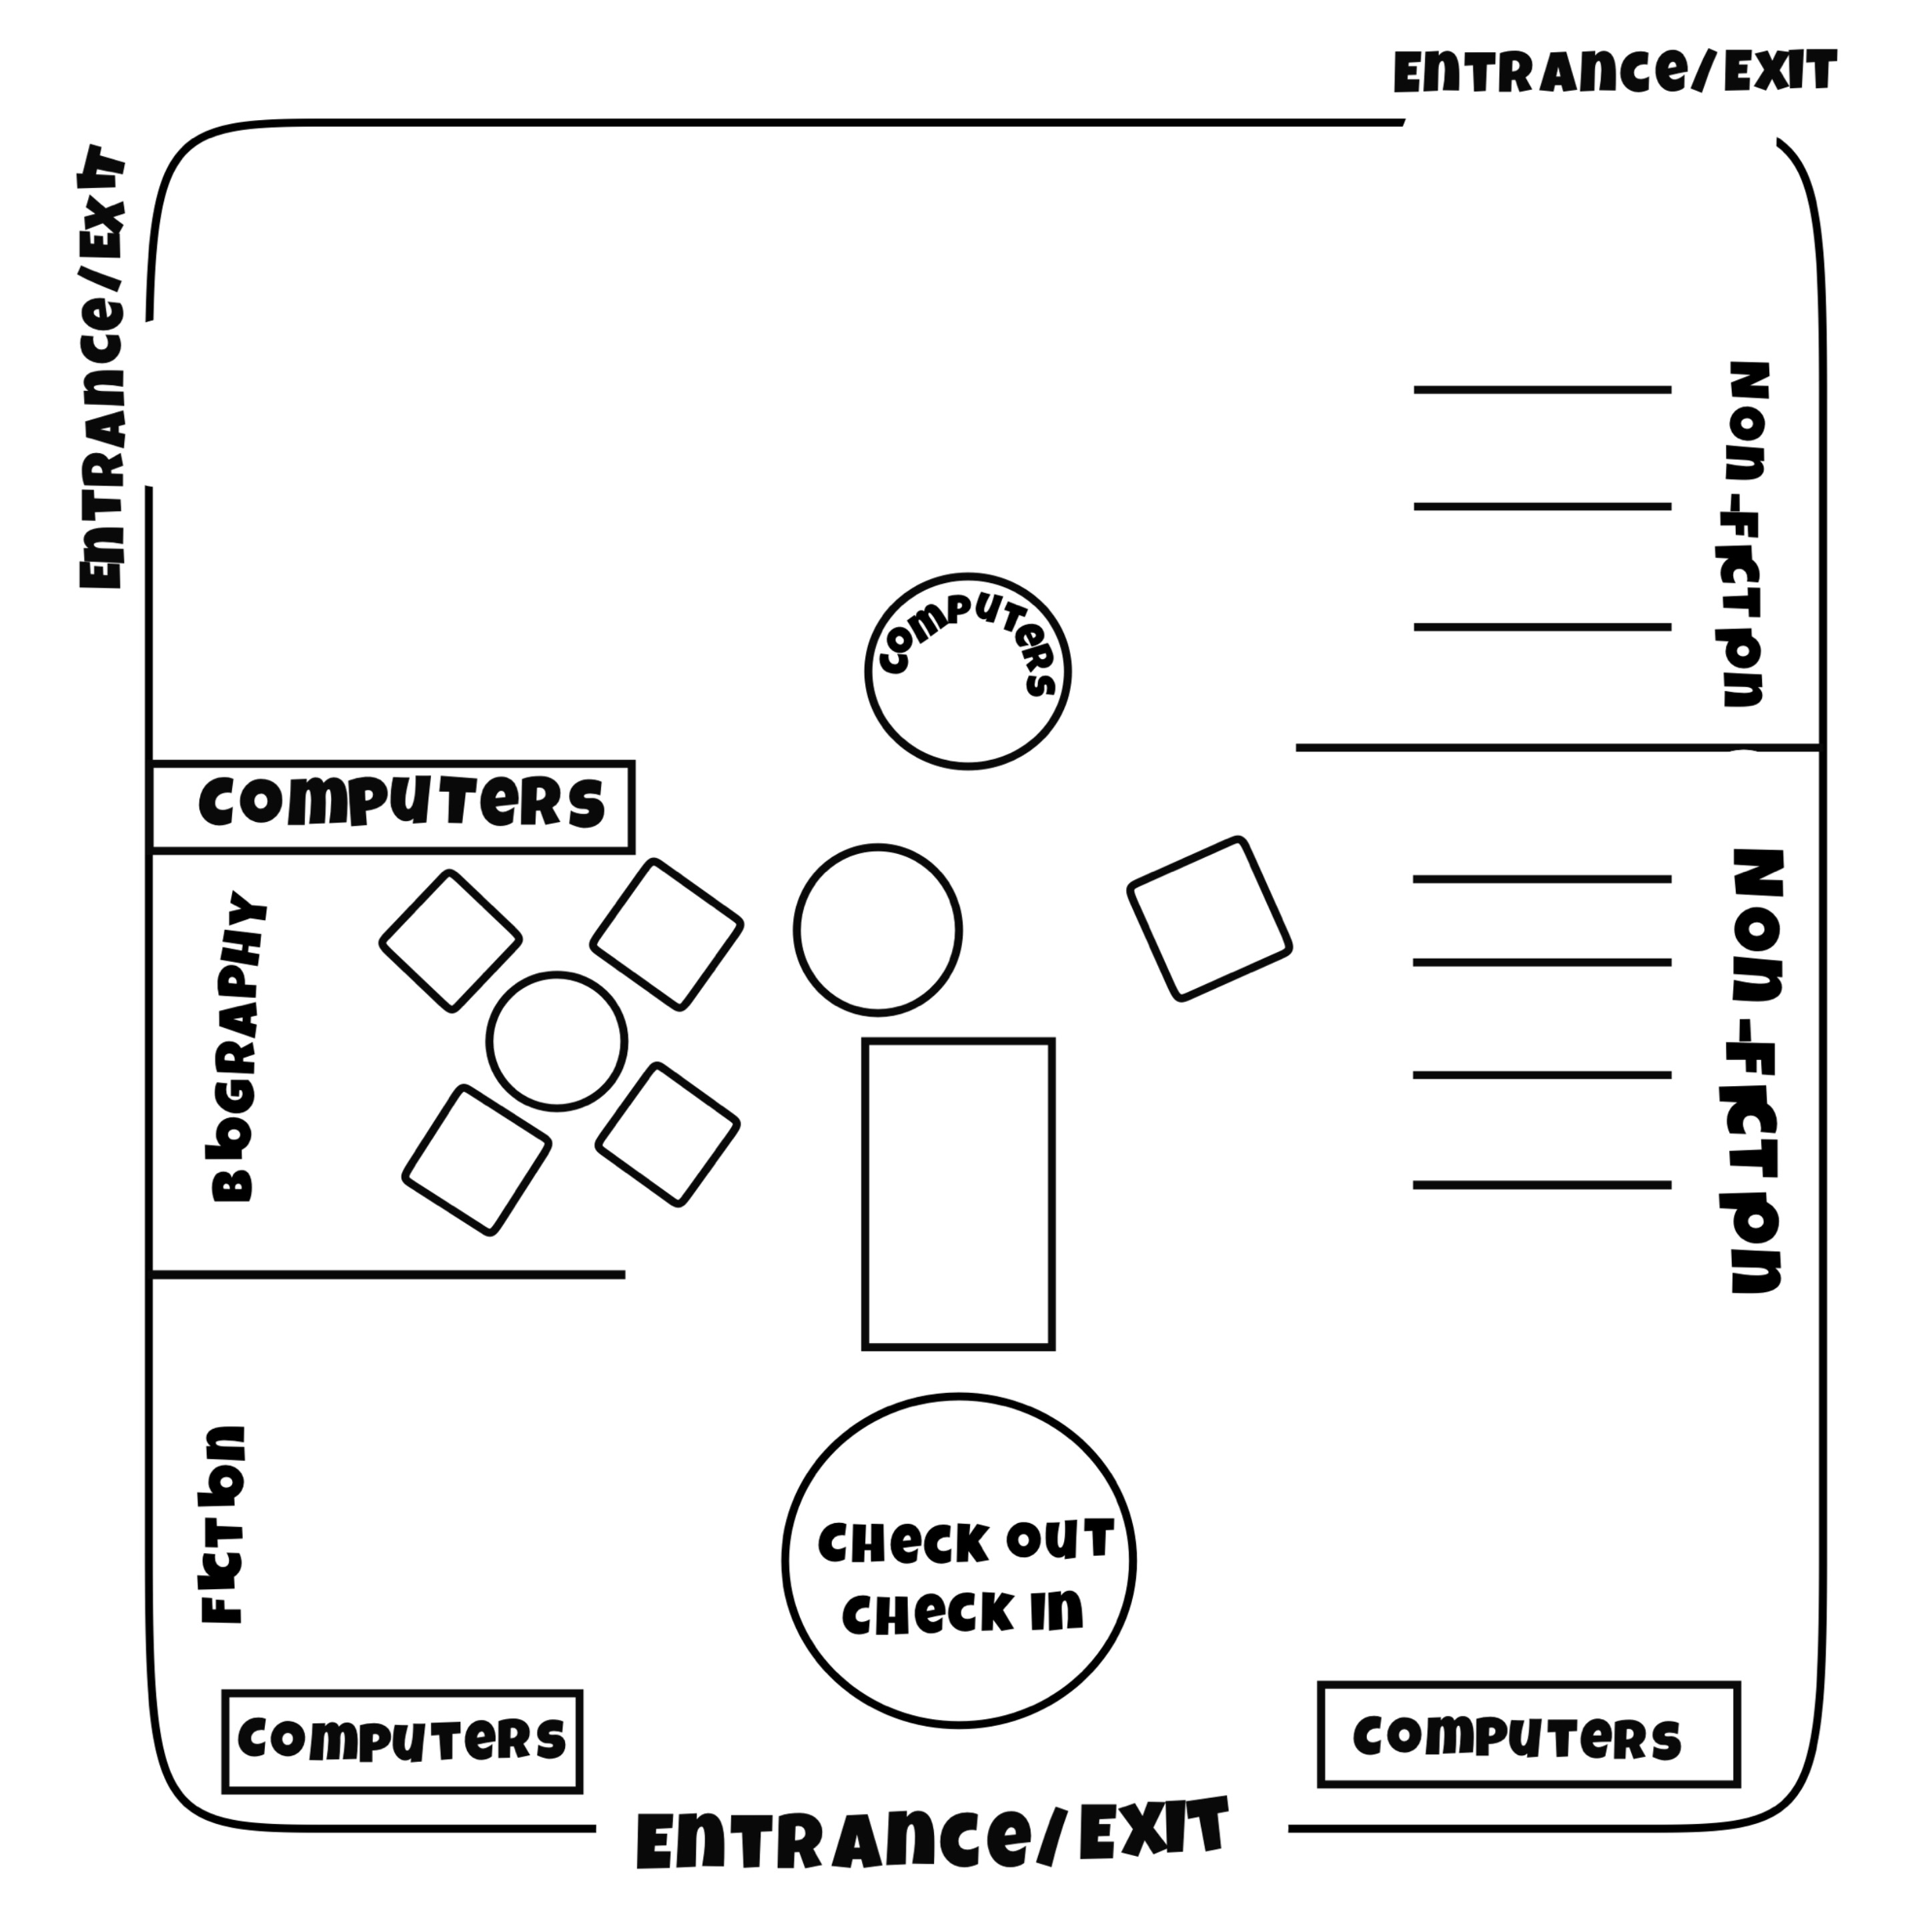 Entrance/Exit
Entrance/Exit
Non-Fiction
Computers
Computers
Biography
Non-Fiction
Fiction
Check out
Check in
Computers
Computers
Entrance/Exit